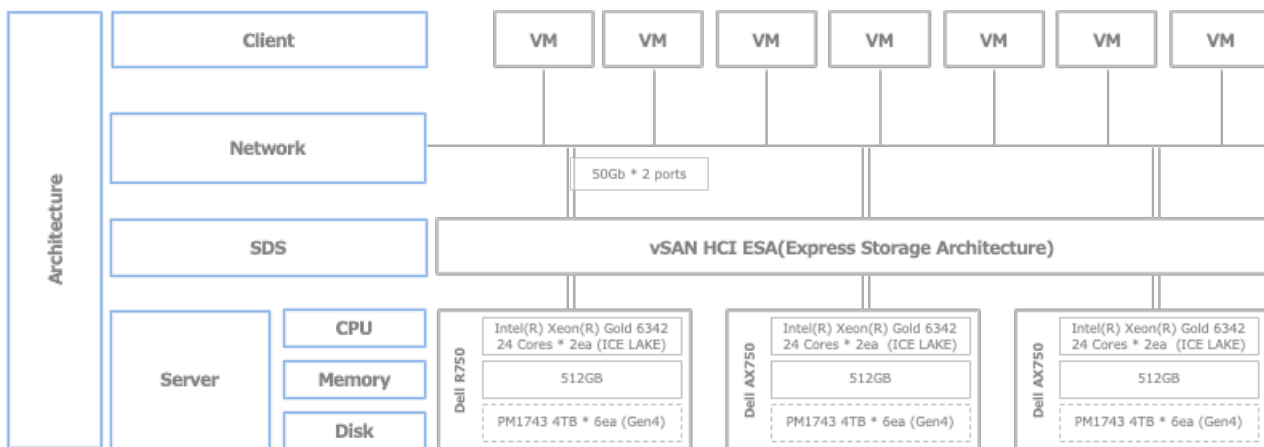 Architecture
Client
VM
VM
VM
VM
VM
VM
VM
Network
50Gb * 2 ports
SDS
vSAN HCI ESA(Express Storage Architecture)
Server
CPU
Memory
Disk
Dell R750
Intel(R) Xeon(R) Gold 6342
24 Cores * 2ea (ICE LAKE)
512GB
PM1743 4TB * 6ea (Gen4)
Dell AX750
Intel(R) Xeon(R) Gold 6342
24 Cores * 2ea (ICE LAKE)
512GB
PM1743 4TB * 6ea (Gen4)
Dell AX750
Intel(R) Xeon(R) Gold 6342
24 Cores * 2ea (ICE LAKE)
512GB
PM1743 4TB * 6ea (Gen4)